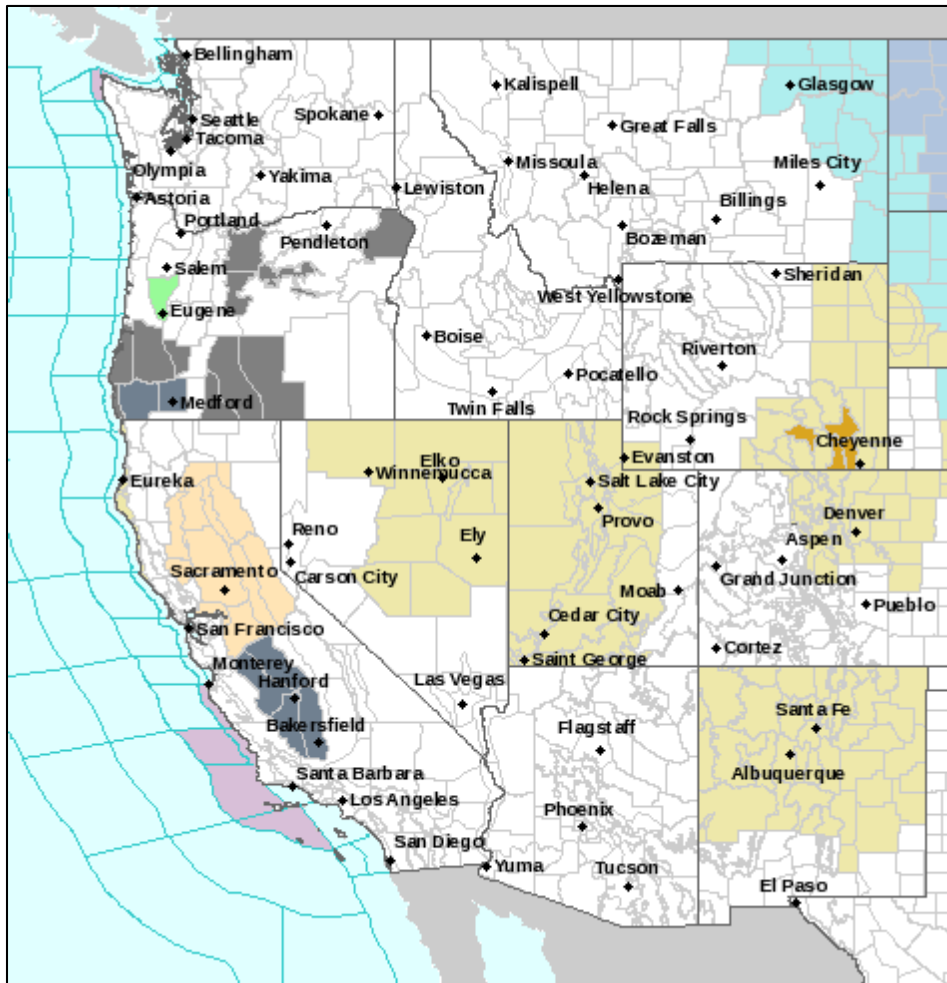 Bellingham
Kalispell
Glasgow
Seattle
Spokane
Great Falls
Tacoma
Olympia
Missoula
Miles City
Yakima
Lewiston
Helena
Astoria
Billings
Portland
Pendleton
Bozeman
Salem
Sheridan
West Yellowstone
Eugene
Boise
Riverton
Pocatello
Medford
Twin Falls
Rock Springs
Cheyenne
Elko
Evanston
Winnemucca
Eureka
Salt Lake City
Provo
Denver
Reno
Ely
Aspen
Sacramento
Carson City
Grand Junction
Moab
Pueblo
Cedar City
San Francisco
Cortez
Saint George
Monterey
Hanford
Las Vegas
Santa Fe
Bakersfield
Flagstaff
Albuquerque
Santa Barbara
Los Angeles
Phoenix
San Diego
Yuma
Tucson
El Paso